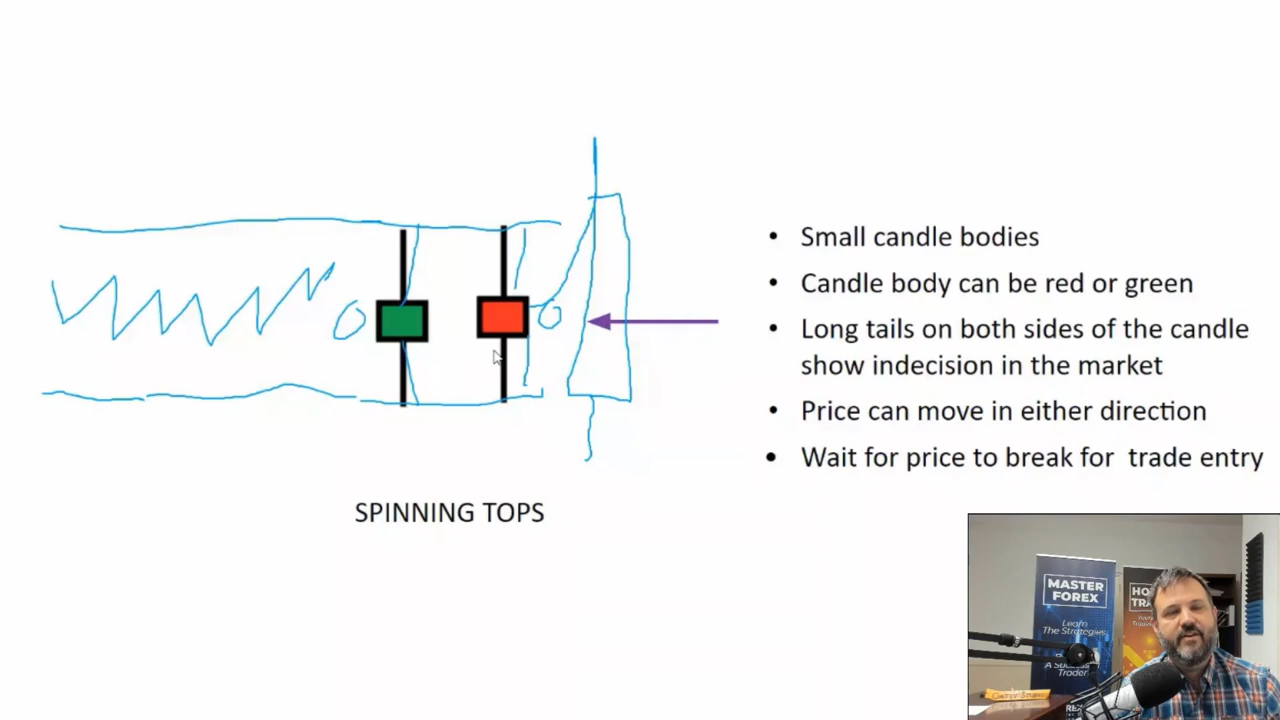 • Small candle bodies
• Candle body can be red or green
• Long tails on both sides of the candle
show indecision in the market
• Price can move in either direction
• Wait for price to break for trade entry
SPINNING TOPS
MASTER
FOREX
Learn
The Strategies
A Success
Trader